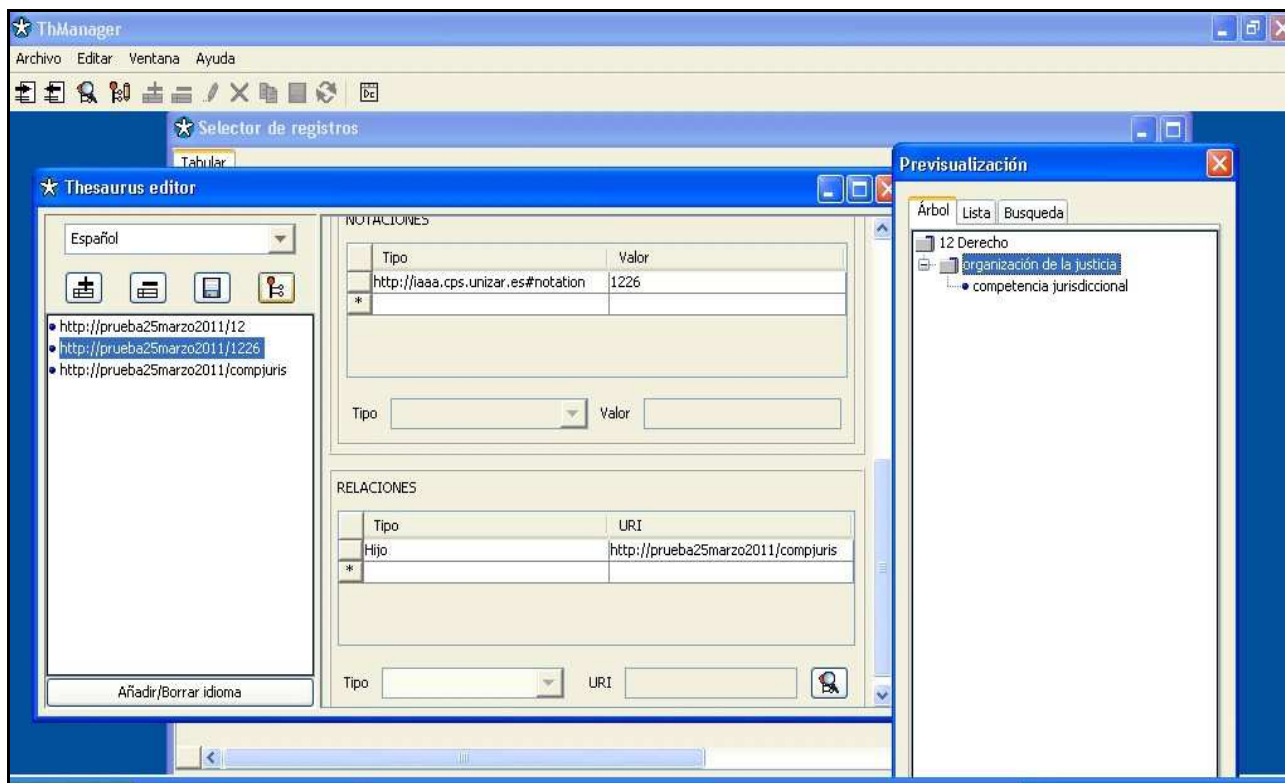 ThManager
Archivo Editar Ventana Ayuda
Selector de registros
Tabular
Thesaurus editor
Español
http://prueba25marzo2011/12
http://prueba25marzo2011/1226
http://prueba25marzo2011/compjuris
Añadir/Borrar idioma
NOTACIONES
Tipo Valor
http://iaaa.cps.unizar.es#notation 1226
*
Tipo Valor
RELACIONES
Tipo URI
Hijo http://prueba25marzo2011/compjuris
*
Tipo URI
Previsualización
Árbol Lista Busqueda
12 Derecho
organización de la justicia
competencia jurisdiccional